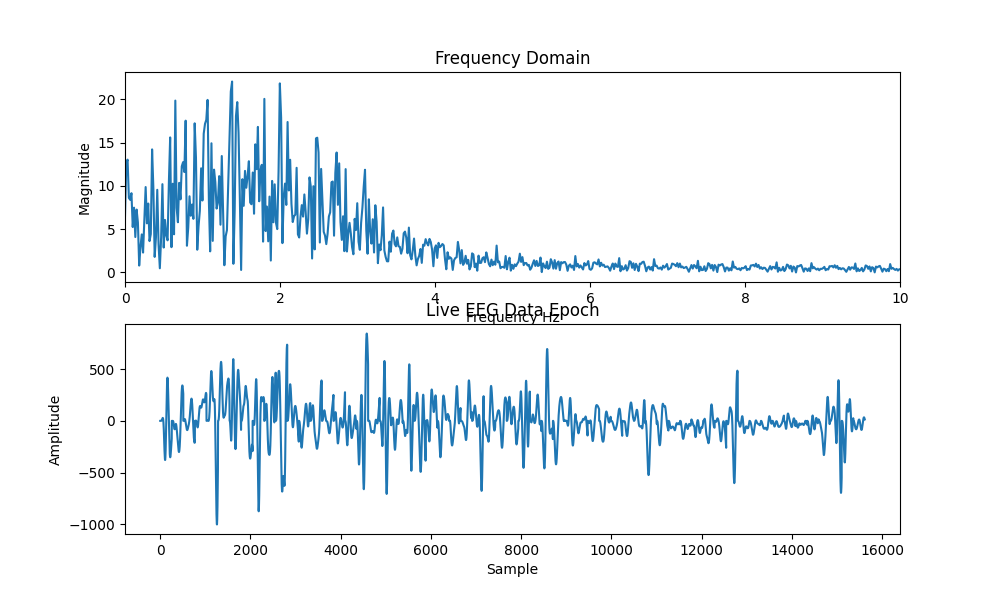 Frequency Domain
20
15
10
5
0
Magnitude
0 2 4 6 8 10
Frequency Hz
Live EEG Data Epoch
500
0
−500
−1000
Amplitude
0 2000 4000 6000 8000 10000 12000 14000 16000
Sample